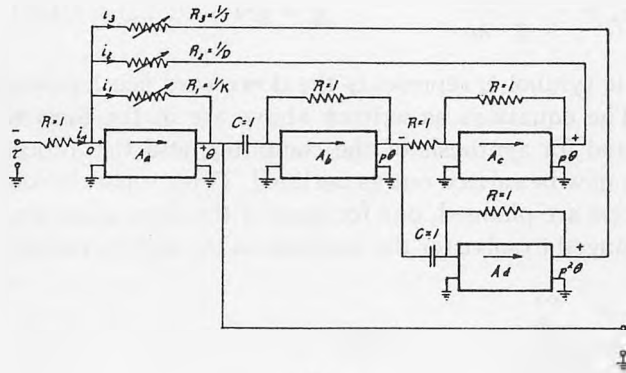 i₃ R₃=1/J
i₂ R₂=1/D
i₁ R₁=1/K
R=1 R=1
− R=1 i₄ 0 Aa +θ C=1 Ab pθ − R=1 Ac + pθ
R=1
C=1
Ad + p²θ